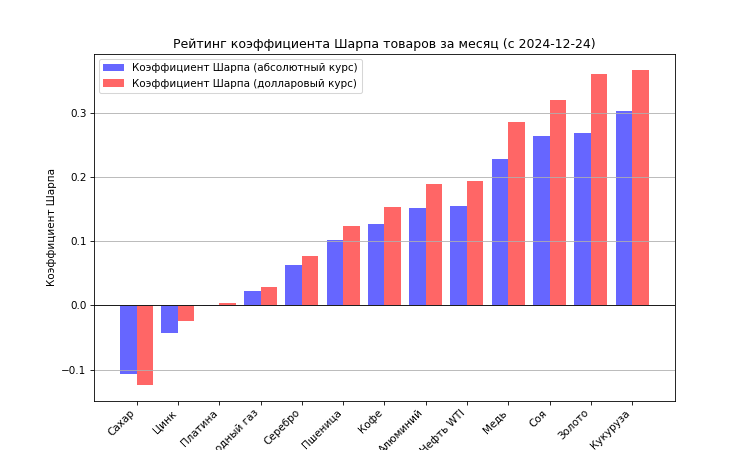 Рейтинг коэффициента Шарпа товаров за месяц (с 2024-12-24)
Коэффициент Шарпа (абсолютный курс)
Коэффициент Шарпа (долларовый курс)
Коэффициент Шарпа
0.3
0.2
0.1
0.0
−0.1
Сахар
Цинк
Платина
одный газ
Серебро
Пшеница
Кофе
Алюминий
Нефть WTI
Медь
Соя
Золото
Кукуруза